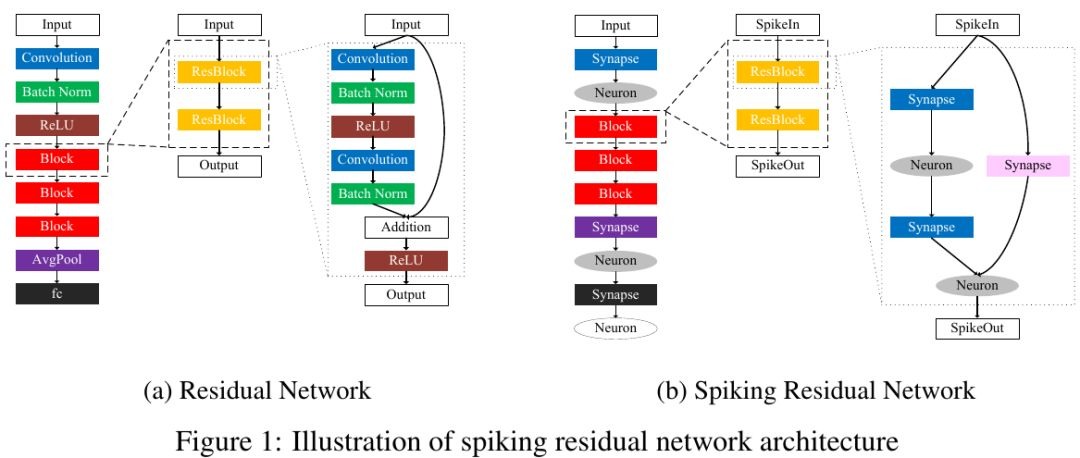 Input
Convolution
Batch Norm
ReLU
Block
Block
Block
AvgPool
fc
Input
ResBlock
ResBlock
Output
Input
Convolution
Batch Norm
ReLU
Convolution
Batch Norm
Addition
ReLU
Output
(a) Residual Network
Input
Synapse
Neuron
Block
Block
Block
Synapse
Neuron
Synapse
Neuron
SpikeIn
ResBlock
ResBlock
SpikeOut
SpikeIn
Synapse
Neuron
Synapse
Synapse
Neuron
SpikeOut
(b) Spiking Residual Network
Figure 1: Illustration of spiking residual network architecture